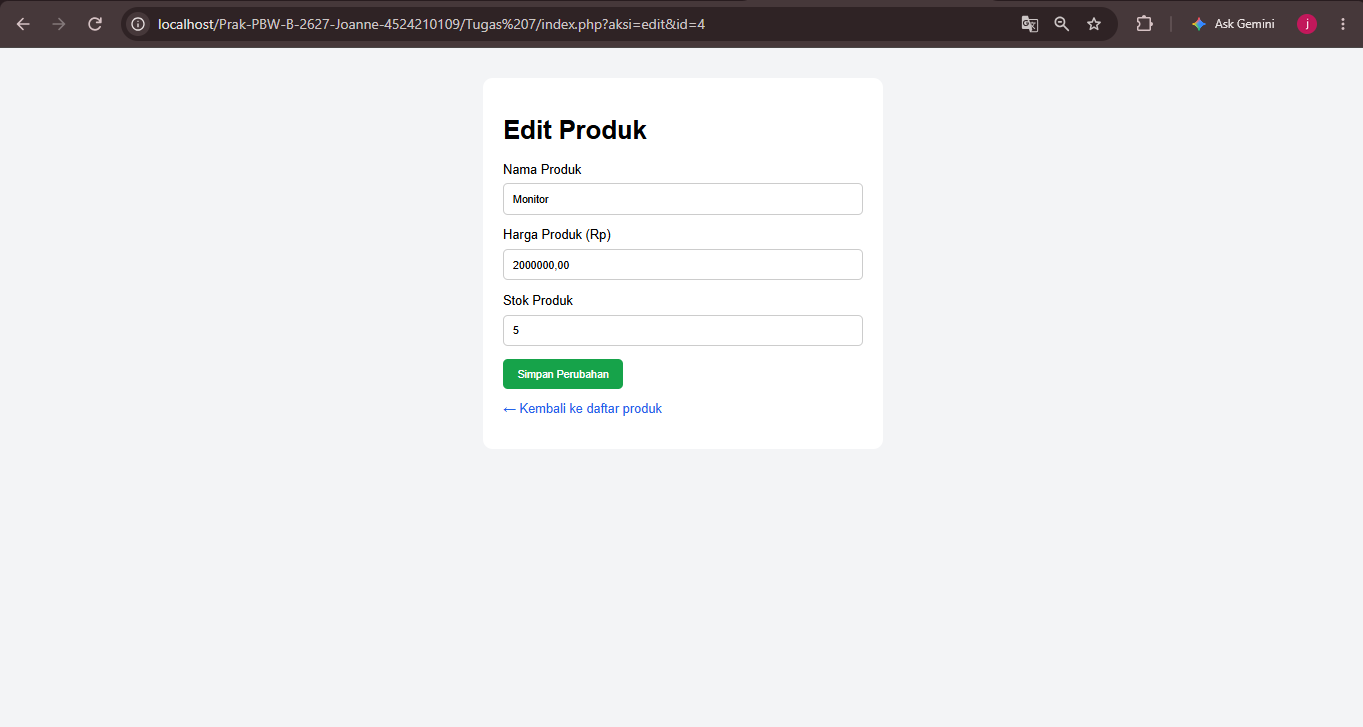 localhost/Prak-PBW-B-2627-Joanne-4524210109/Tugas%207/index.php?aksi=edit&id=4
Ask Gemini
j
Edit Produk
Nama Produk
Monitor
Harga Produk (Rp)
2000000,00
Stok Produk
5
Simpan Perubahan
← Kembali ke daftar produk